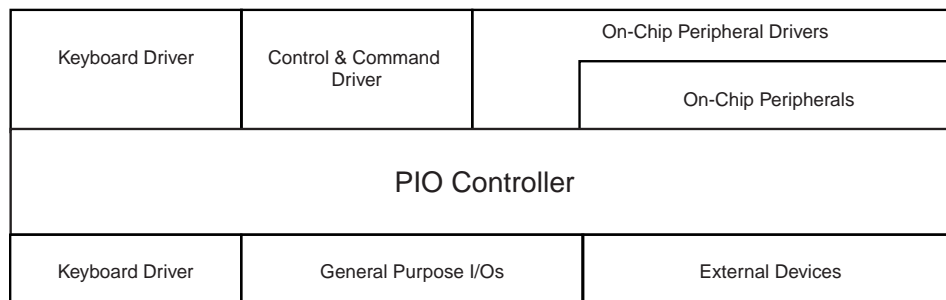 On-Chip Peripheral Drivers
Keyboard Driver
Control & Command
Driver
On-Chip Peripherals
PIO Controller
Keyboard Driver
General Purpose I/Os
External Devices